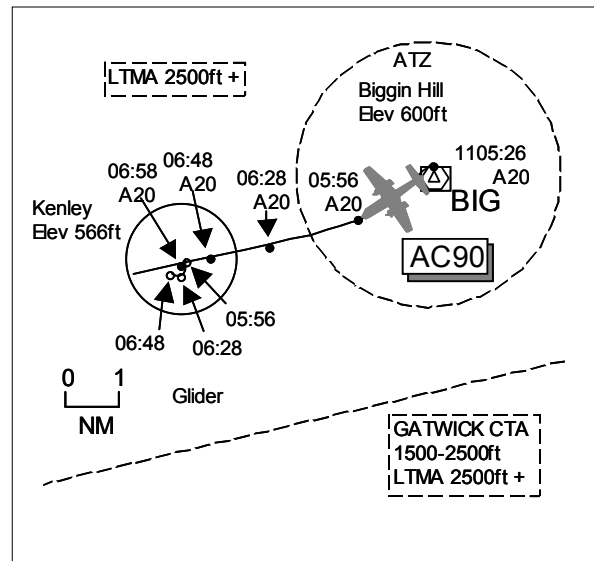 LTMA 2500ft +
ATZ
Biggin Hill
Elev 600ft
1105:26
A20
BIG
AC90
06:58
A20
06:48
A20
06:28
A20
05:56
A20
Kenley
Elev 566ft
05:56
06:48
06:28
0 1
NM
Glider
GATWICK CTA
1500-2500ft
LTMA 2500ft +